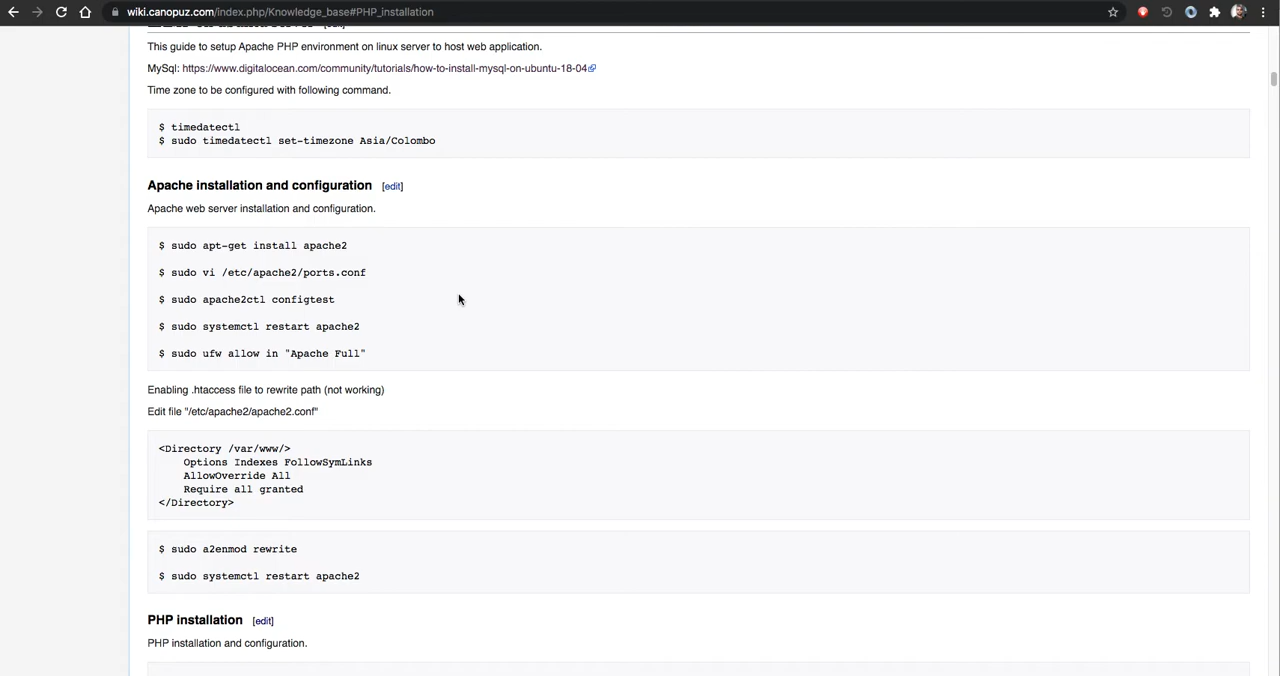 wiki.canopuz.com/index.php/Knowledge_base#PHP_installation
This guide to setup Apache PHP environment on linux server to host web application.
MySql: https://www.digitalocean.com/community/tutorials/how-to-install-mysql-on-ubuntu-18-04
Time zone to be configured with following command.
$ timedatectl
$ sudo timedatectl set-timezone Asia/Colombo
Apache installation and configuration [edit]
Apache web server installation and configuration.
$ sudo apt-get install apache2
$ sudo vi /etc/apache2/ports.conf
$ sudo apache2ctl configtest
$ sudo systemctl restart apache2
$ sudo ufw allow in "Apache Full"
Enabling .htaccess file to rewrite path (not working)
Edit file "/etc/apache2/apache2.conf"
<Directory /var/www/>
Options Indexes FollowSymLinks
AllowOverride All
Require all granted
</Directory>
$ sudo a2enmod rewrite
$ sudo systemctl restart apache2
PHP installation [edit]
PHP installation and configuration.